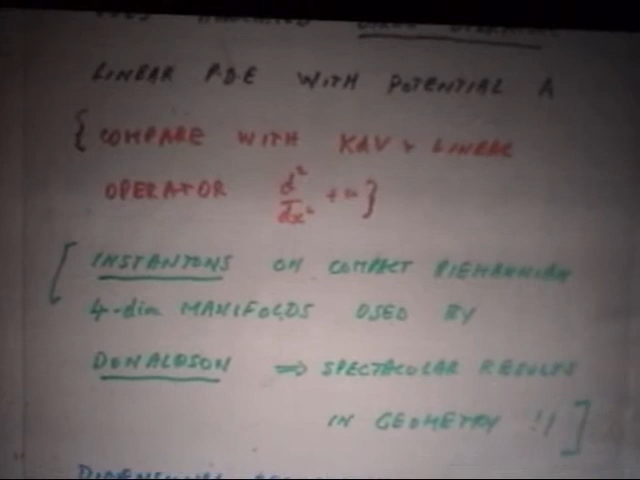 LINEAR PDE WITH POTENTIAL A
{ COMPARE WITH KdV + LINEAR
OPERATOR d²/dx² + u }
[ INSTANTONS ON COMPACT RIEMANNIAN
4-dim MANIFOLDS USED BY
DONALDSON ⇒ SPECTACULAR RESULTS
IN GEOMETRY !! ]